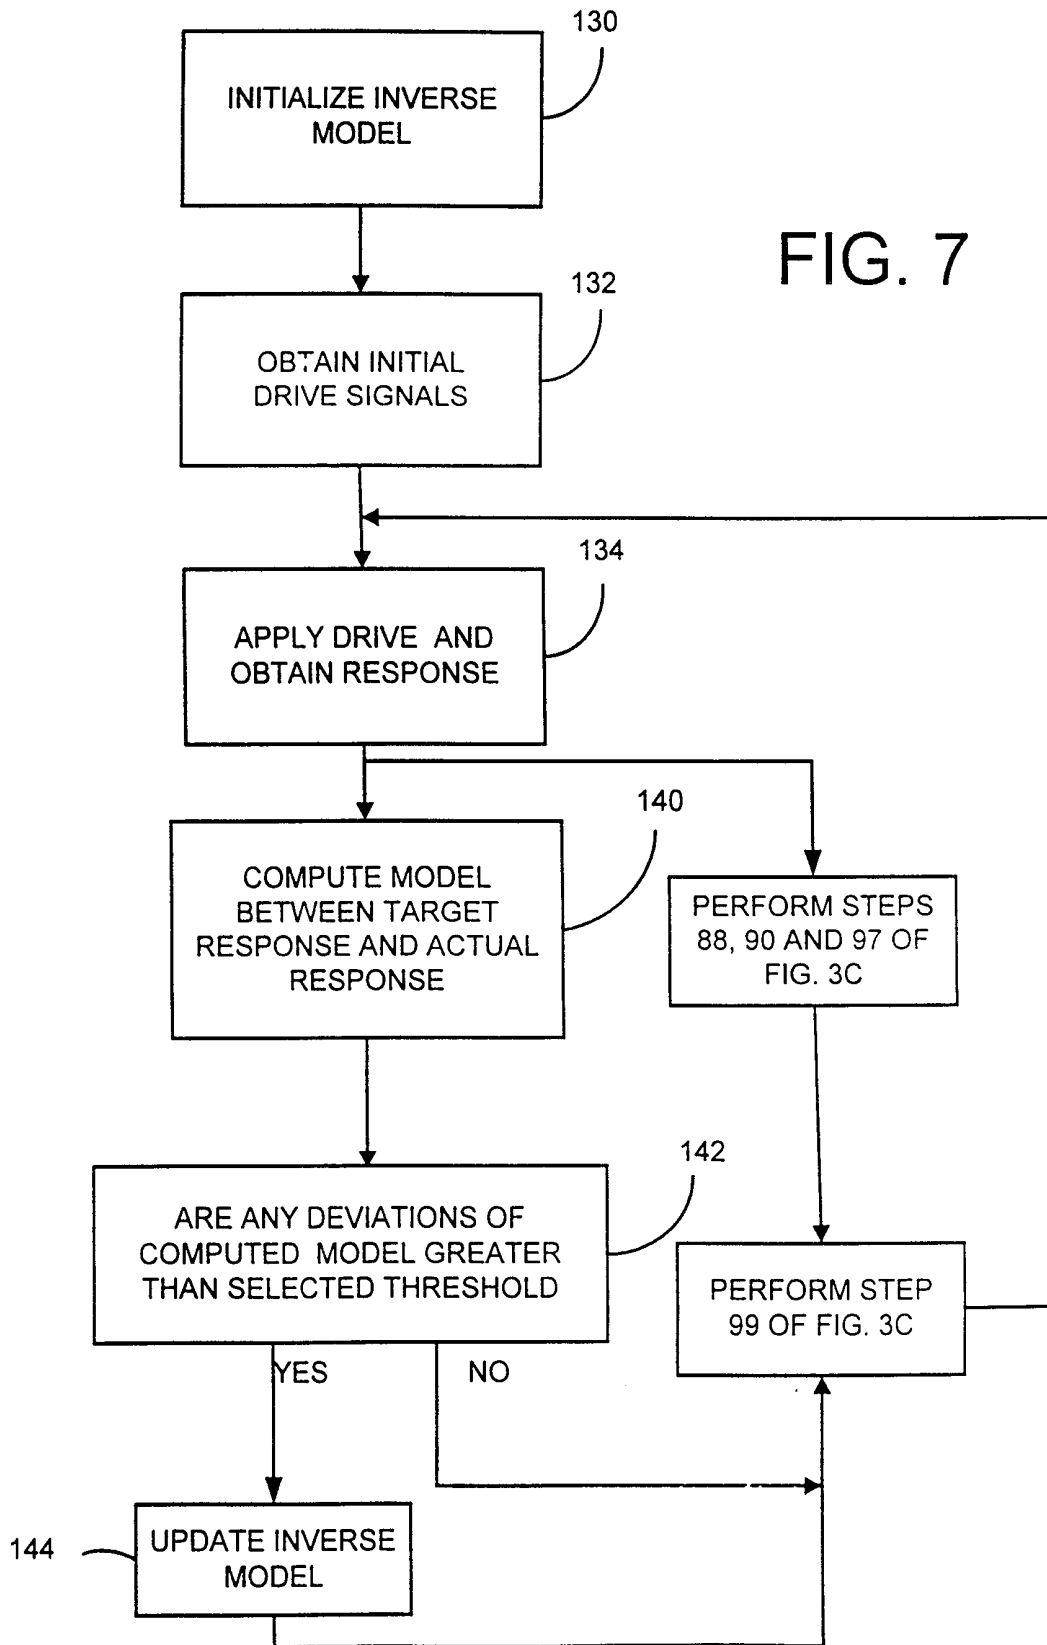 130
INITIALIZE INVERSE
MODEL
FIG. 7
132
OBTAIN INITIAL
DRIVE SIGNALS
134
APPLY DRIVE AND
OBTAIN RESPONSE
140
COMPUTE MODEL
BETWEEN TARGET
RESPONSE AND ACTUAL
RESPONSE
PERFORM STEPS
88, 90 AND 97 OF
FIG. 3C
142
ARE ANY DEVIATIONS OF
COMPUTED MODEL GREATER
THAN SELECTED THRESHOLD
PERFORM STEP
99 OF FIG. 3C
YES
NO
144
UPDATE INVERSE
MODEL